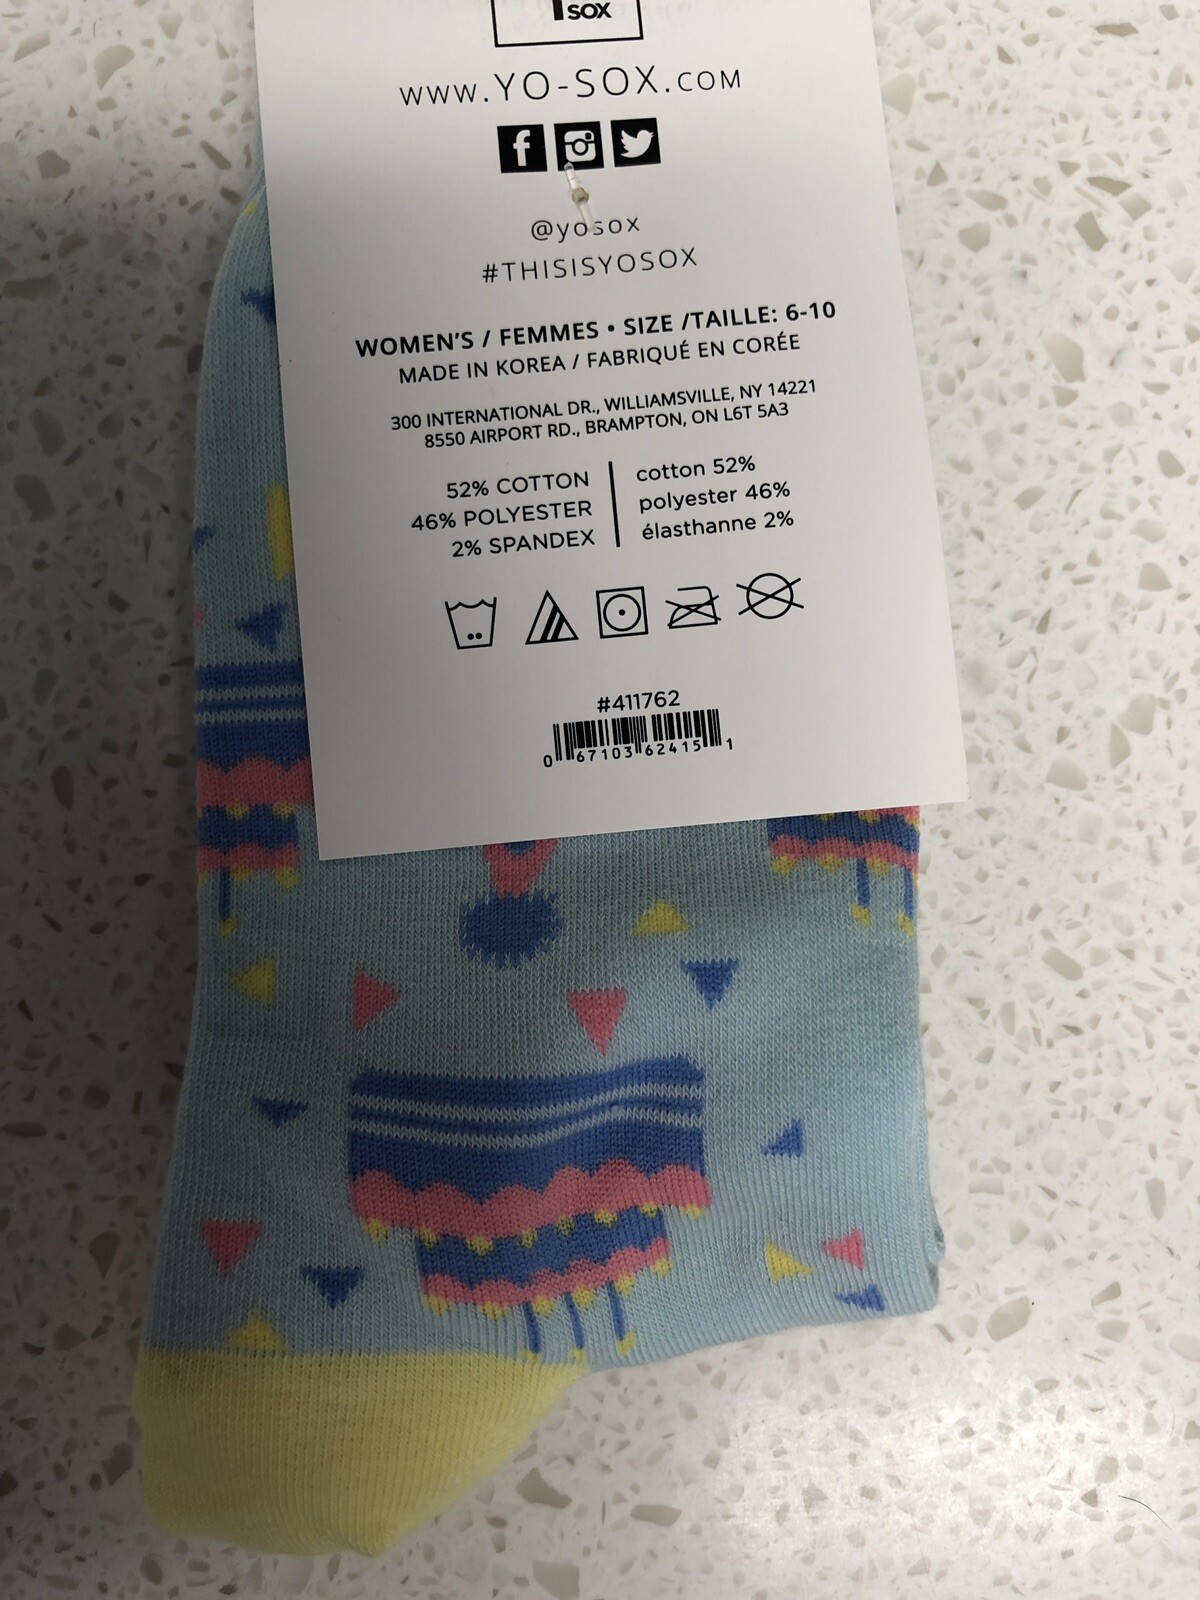 SOX
WWW.YO-SOX.COM
@yosox
#THISISYOSOX
WOMEN'S / FEMMES • SIZE /TAILLE: 6-10
MADE IN KOREA / FABRIQUÉ EN CORÉE
300 INTERNATIONAL DR., WILLIAMSVILLE, NY 14221
8550 AIRPORT RD., BRAMPTON, ON L6T 5A3
52% COTTON
46% POLYESTER
2% SPANDEX
cotton 52%
polyester 46%
élasthanne 2%
#411762
0 67103 62415 1